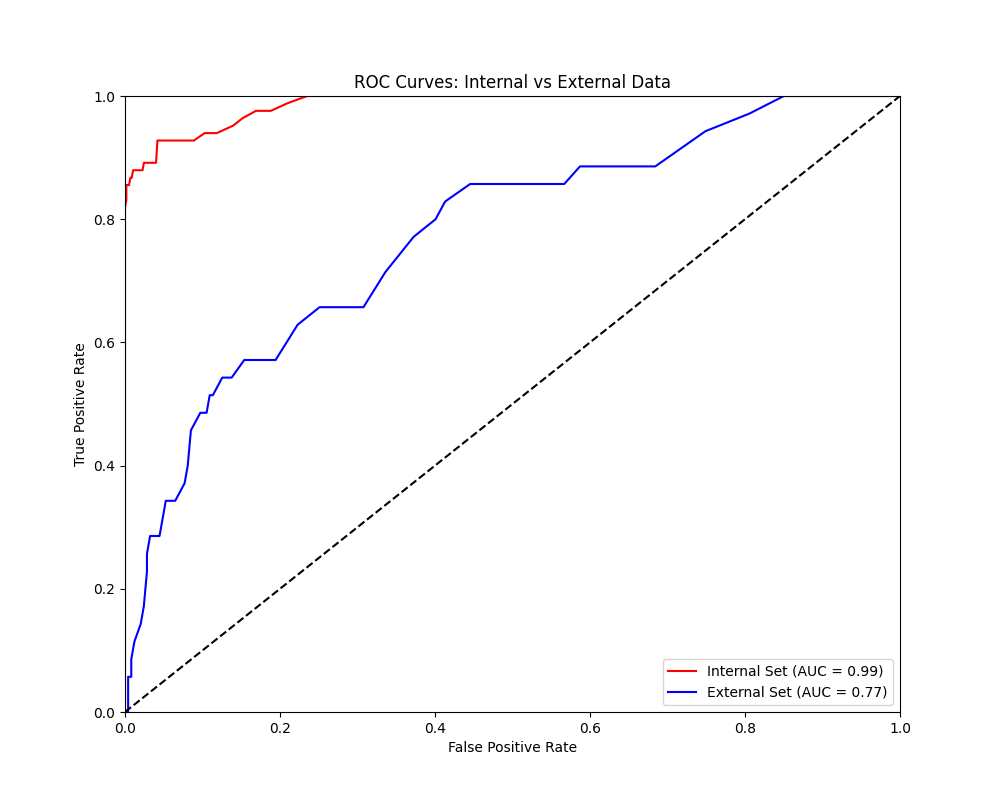 ROC Curves: Internal vs External Data
True Positive Rate
1.0
0.8
0.6
0.4
0.2
0.0
0.0 0.2 0.4 0.6 0.8 1.0
False Positive Rate
Internal Set (AUC = 0.99)
External Set (AUC = 0.77)